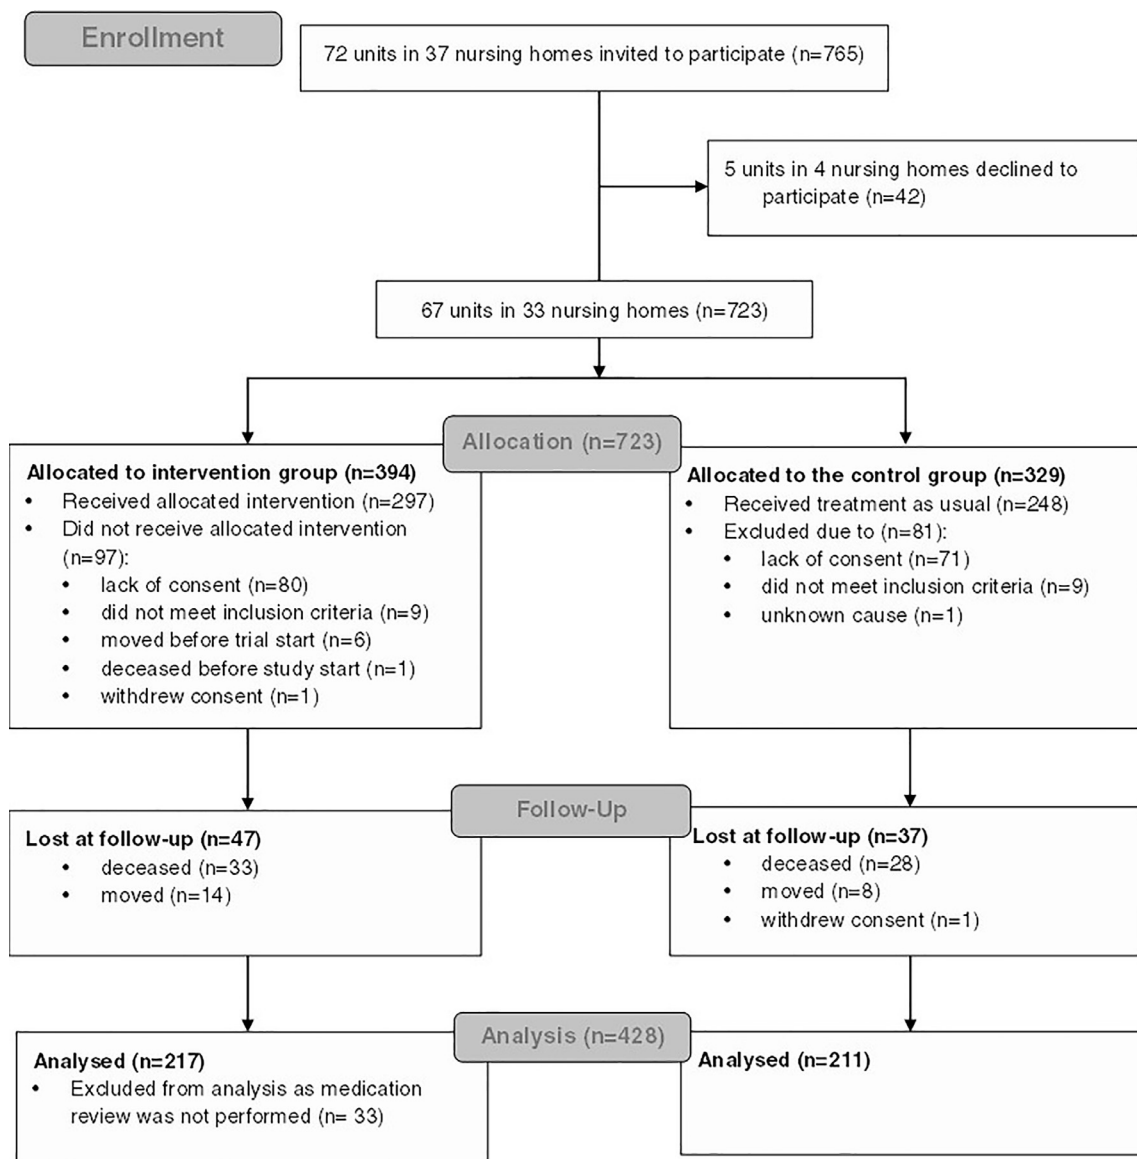 Enrollment
72 units in 37 nursing homes invited to participate (n=765)
5 units in 4 nursing homes declined to
participate (n=42)
67 units in 33 nursing homes (n=723)
Allocation (n=723)
Allocated to intervention group (n=394)
• Received allocated intervention (n=297)
• Did not receive allocated intervention
(n=97):
• lack of consent (n=80)
• did not meet inclusion criteria (n=9)
• moved before trial start (n=6)
• deceased before study start (n=1)
• withdrew consent (n=1)
Allocated to the control group (n=329)
• Received treatment as usual (n=248)
• Excluded due to (n=81):
• lack of consent (n=71)
• did not meet inclusion criteria (n=9)
• unknown cause (n=1)
Follow-Up
Lost at follow-up (n=47)
• deceased (n=33)
• moved (n=14)
Lost at follow-up (n=37)
• deceased (n=28)
• moved (n=8)
• withdrew consent (n=1)
Analysis (n=428)
Analysed (n=217)
• Excluded from analysis as medication
review was not performed (n= 33)
Analysed (n=211)